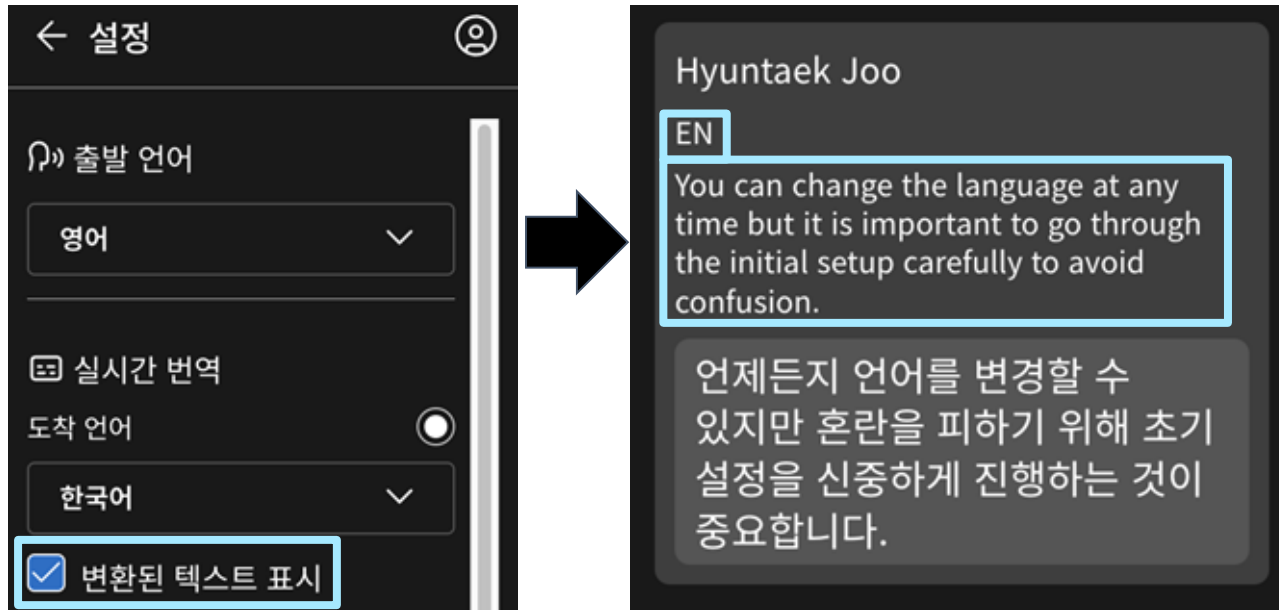 설정
출발 언어
영어
실시간 번역
도착 언어
한국어
변환된 텍스트 표시
Hyuntaek Joo
EN
You can change the language at any
time but it is important to go through
the initial setup carefully to avoid
confusion.
언제든지 언어를 변경할 수
있지만 혼란을 피하기 위해 초기
설정을 신중하게 진행하는 것이
중요합니다.